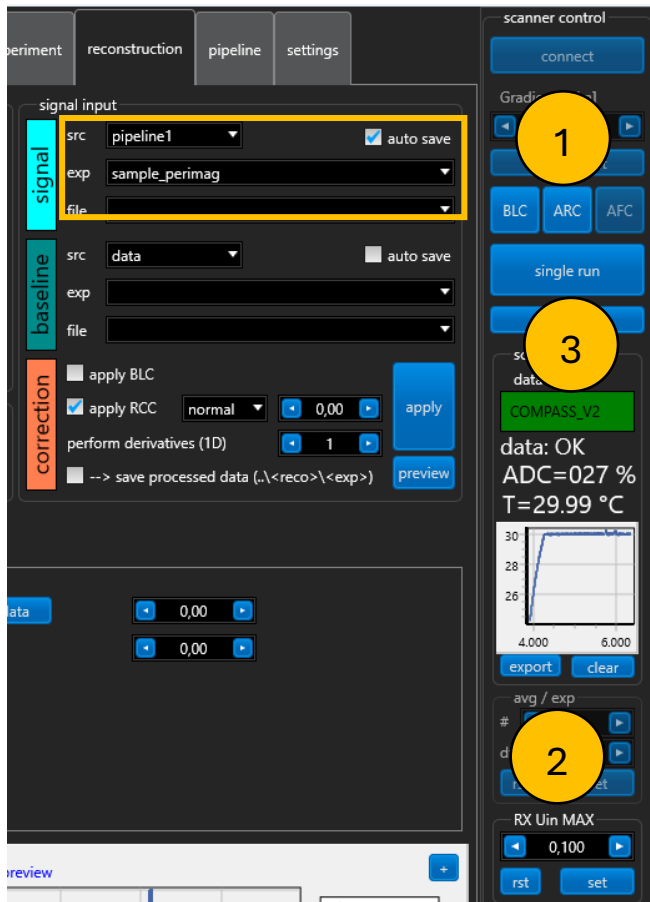 periment
reconstruction
pipeline
settings
signal input
signal
src
pipeline1
auto save
exp
sample_perimag
file
baseline
src
data
auto save
exp
file
correction
apply BLC
apply RCC
normal
0,00
apply
perform derivatives (1D)
1
--> save processed data (..\<reco>\<exp>)
preview
ata
0,00
0,00
preview
+
scanner control
connect
1
BLC
ARC
AFC
single run
3
COMPASS_V2
data: OK
ADC=027 %
T=29.99 °C
30
28
26
4.000
6.000
export
clear
avg / exp
#
2
RX Uin MAX
0,100
rst
set